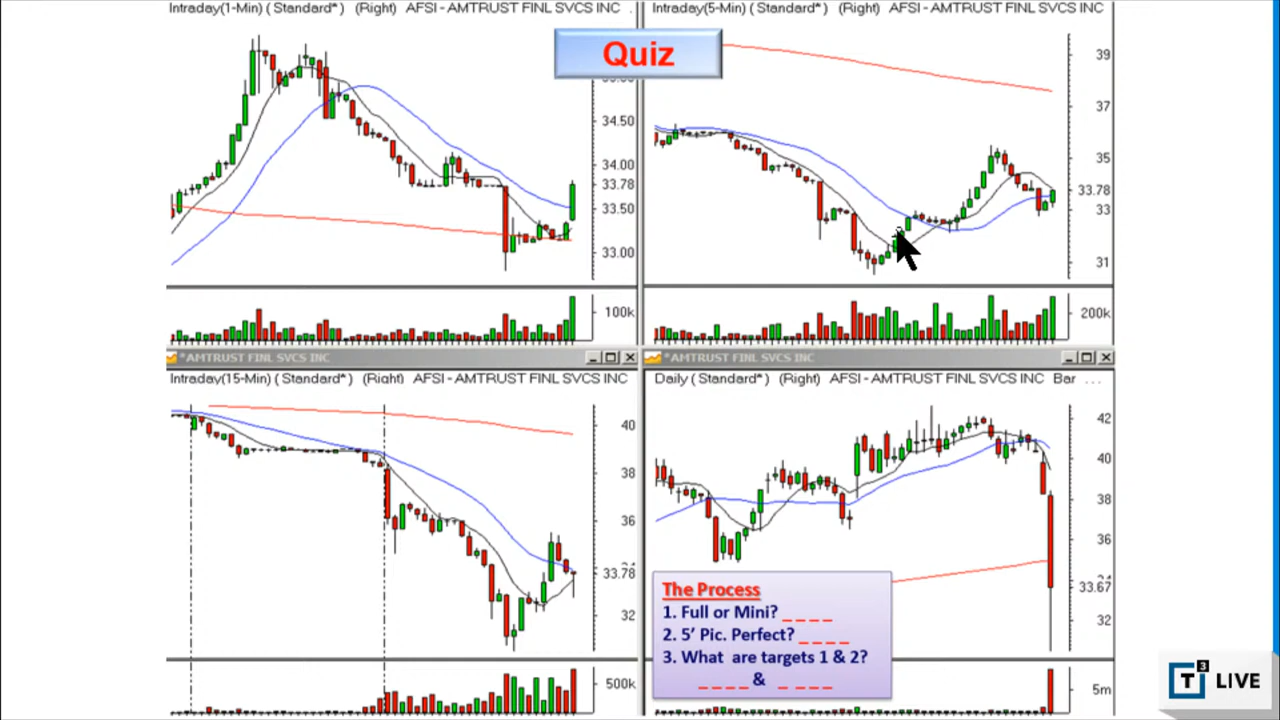 Intraday(1-Min) ( Standard* ) (Right) AFSI - AMTRUST FINL SVCS INC .
Intraday(5-Min) (Right) ( Standard* ) AFSI - AMTRUST FINL SVCS INC
Quiz
34.50
34.00
33.78
33.50
33.00
100k
39
37
35
33.78
33
31
200k
*AMTRUST FINL SVCS INC
*AMTRUST FINL SVCS INC
Intraday(15-Min) ( Standard* ) (Right) AFSI - AMTRUST FINL SVCS INC
Daily ( Standard* ) (Right) AFSI - AMTRUST FINL SVCS INC Bar ...
40
38
36
33.78
32
500k
42
40
38
36
33.67
32
5m
The Process
1. Full or Mini? _ _ _ _
2. 5’ Pic. Perfect? _ _ _ _
3. What are targets 1 & 2?
_ _ _ _ & _ _ _ _
T3 LIVE